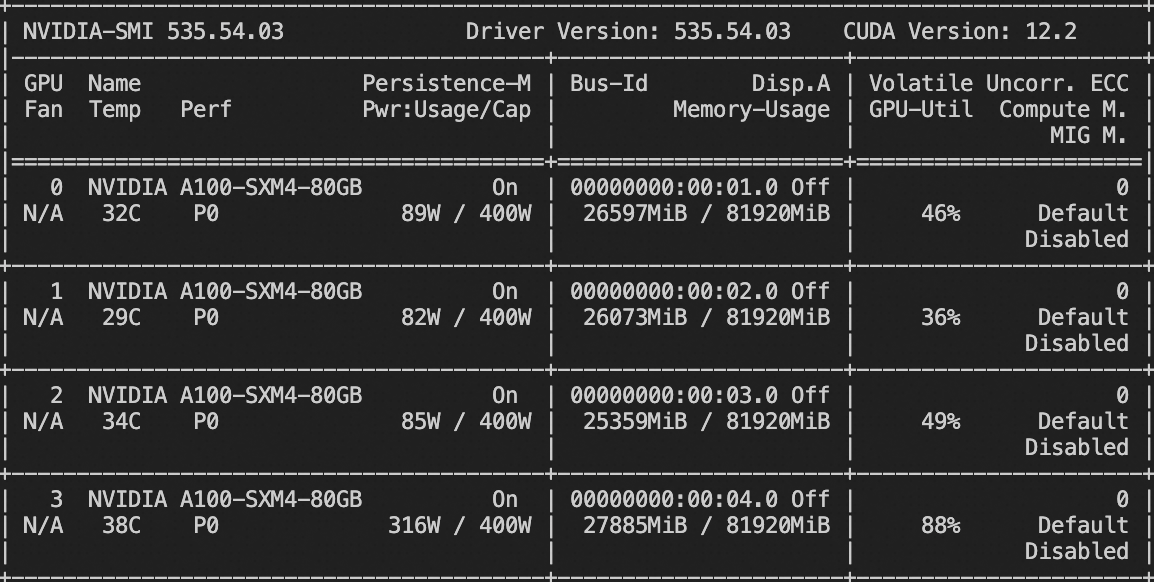 NVIDIA-SMI 535.54.03 Driver Version: 535.54.03 CUDA Version: 12.2
GPU Name Persistence-M | Bus-Id Disp.A | Volatile Uncorr. ECC
Fan Temp Perf Pwr:Usage/Cap | Memory-Usage | GPU-Util Compute M.
MIG M.
0 NVIDIA A100-SXM4-80GB On | 00000000:00:01.0 Off | 0
N/A 32C P0 89W / 400W | 26597MiB / 81920MiB | 46% Default
Disabled
1 NVIDIA A100-SXM4-80GB On | 00000000:00:02.0 Off | 0
N/A 29C P0 82W / 400W | 26073MiB / 81920MiB | 36% Default
Disabled
2 NVIDIA A100-SXM4-80GB On | 00000000:00:03.0 Off | 0
N/A 34C P0 85W / 400W | 25359MiB / 81920MiB | 49% Default
Disabled
3 NVIDIA A100-SXM4-80GB On | 00000000:00:04.0 Off | 0
N/A 38C P0 316W / 400W | 27885MiB / 81920MiB | 88% Default
Disabled